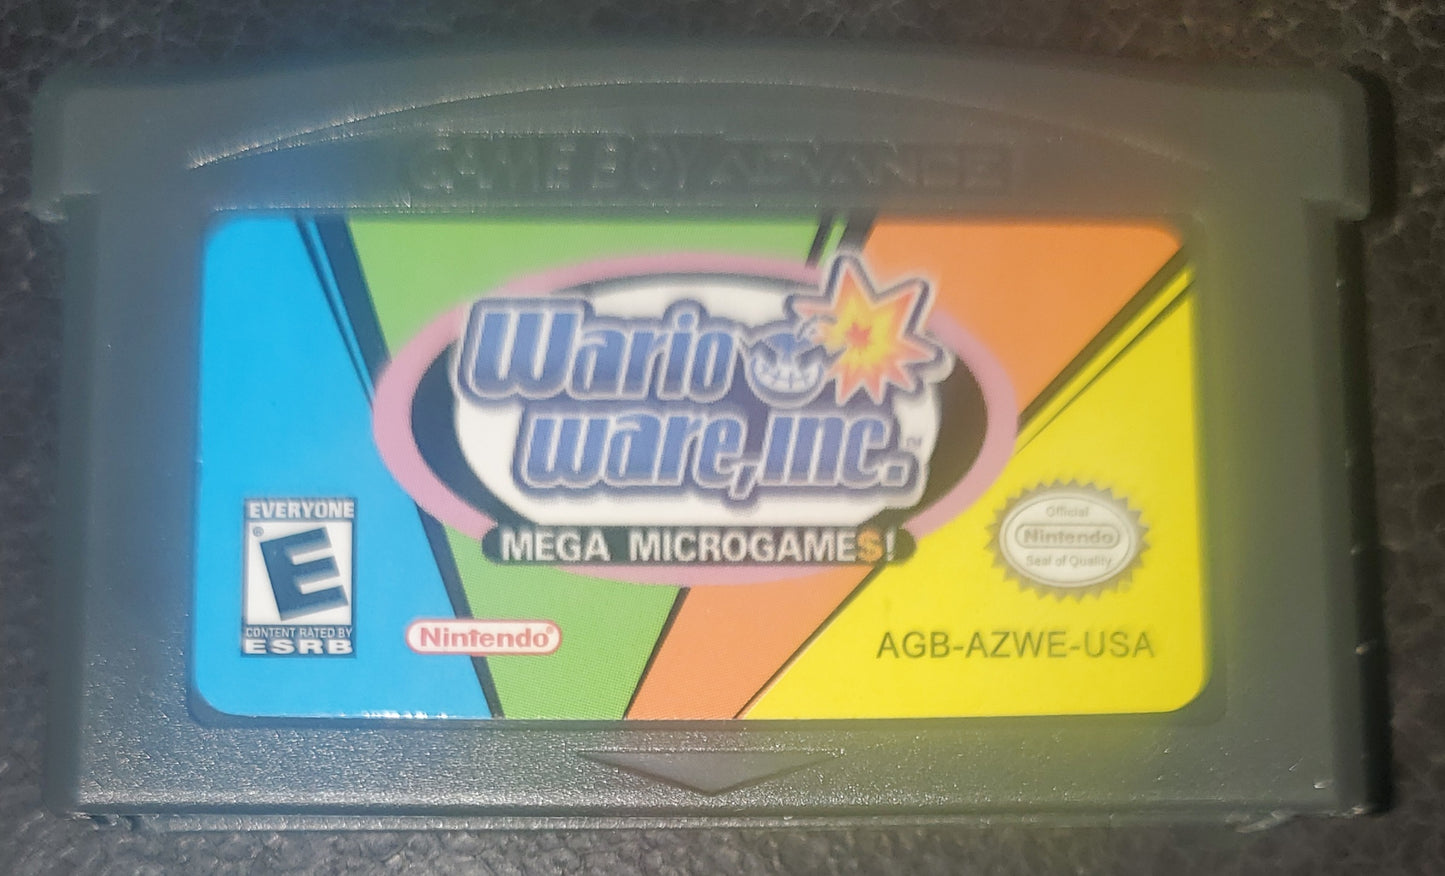 GAME BOY ADVANCE
Wario
ware, inc.
MEGA MICROGAME$!
EVERYONE
E
CONTENT RATED BY
ESRB
Nintendo®
Official
Nintendo
Seal of Quality
AGB-AZWE-USA